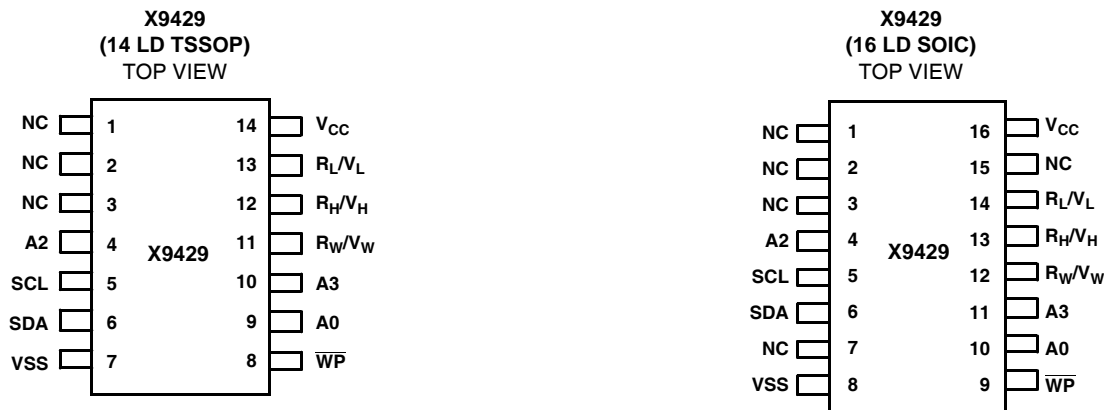 X9429
(14 LD TSSOP)
TOP VIEW
NC 1 14 VCC
NC 2 13 RL/VL
NC 3 12 RH/VH
A2 4 11 RW/VW
X9429
SCL 5 10 A3
SDA 6 9 A0
VSS 7 8 W̅P̅
X9429
(16 LD SOIC)
TOP VIEW
NC 1 16 VCC
NC 2 15 NC
NC 3 14 RL/VL
A2 4 13 RH/VH
X9429
SCL 5 12 RW/VW
SDA 6 11 A3
NC 7 10 A0
VSS 8 9 W̅P̅